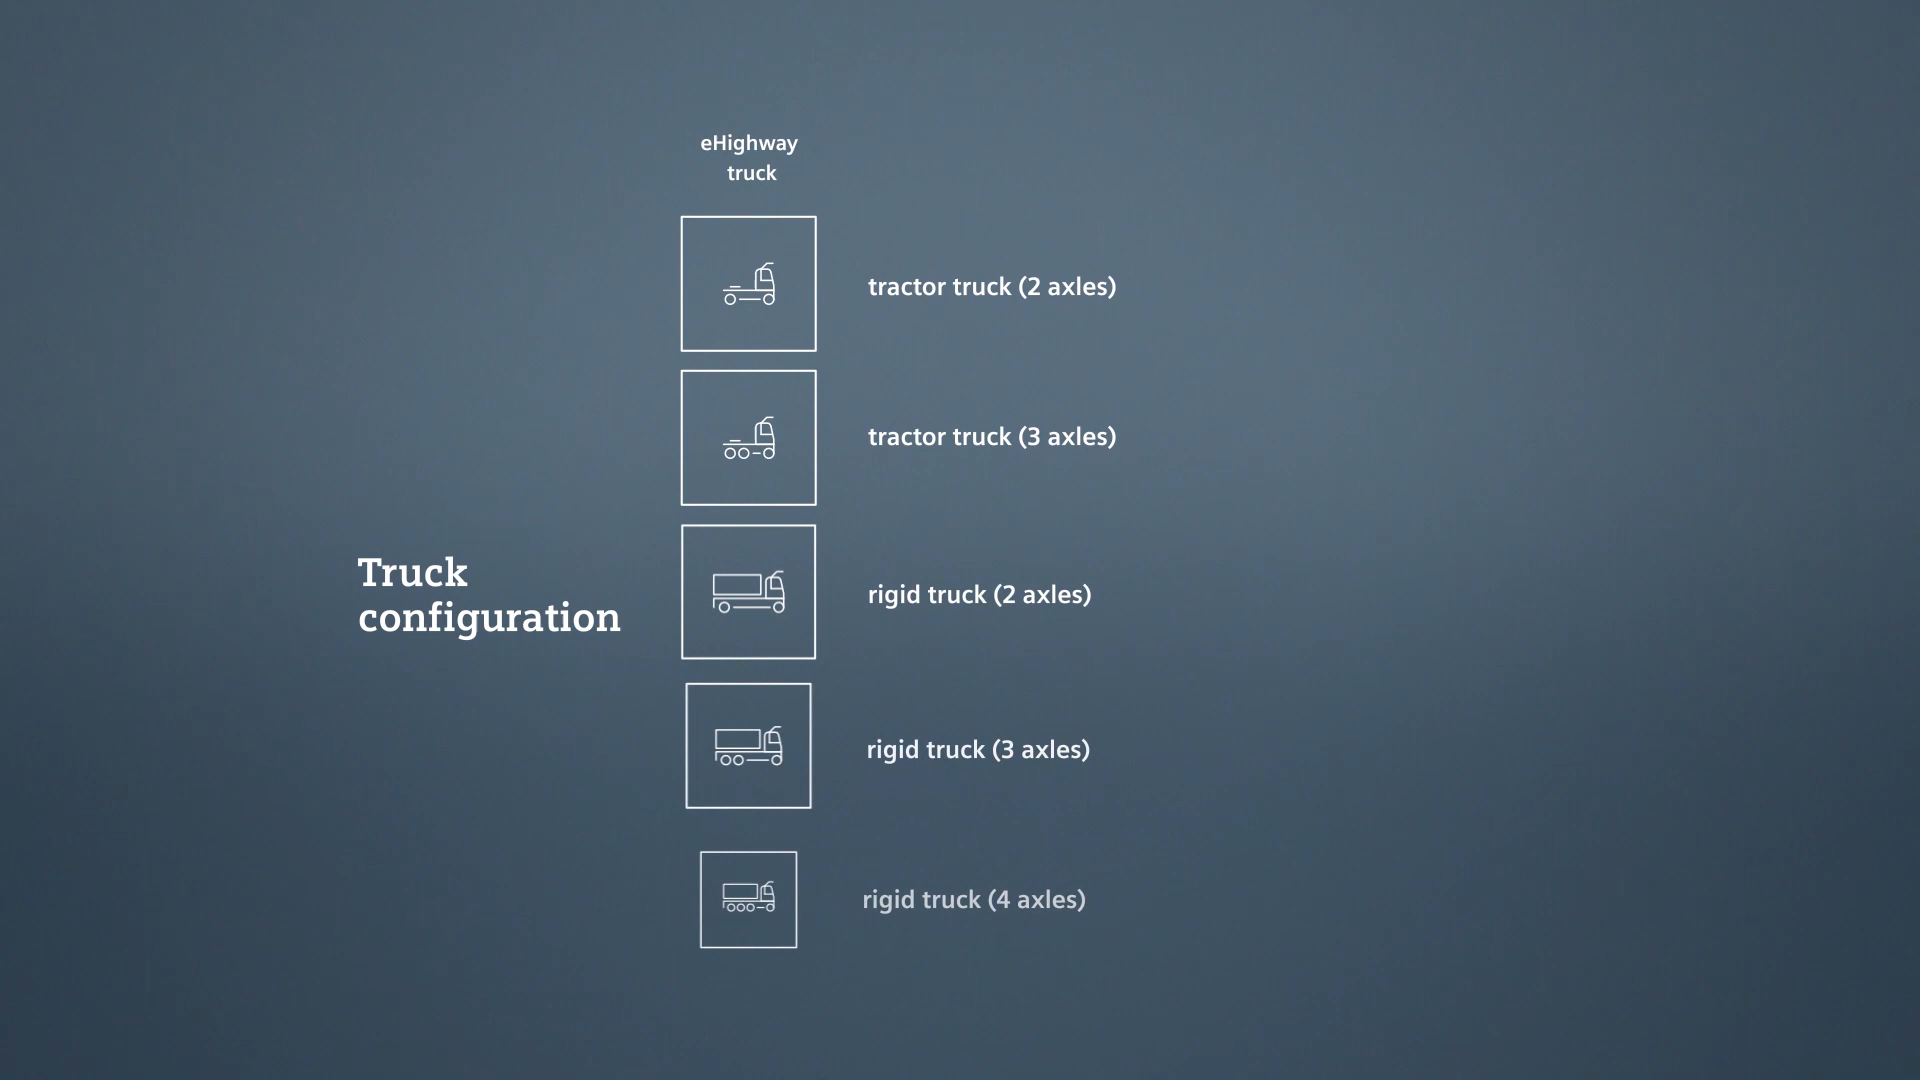 eHighway
truck
tractor truck (2 axles)
tractor truck (3 axles)
Truck
configuration
rigid truck (2 axles)
rigid truck (3 axles)
rigid truck (4 axles)